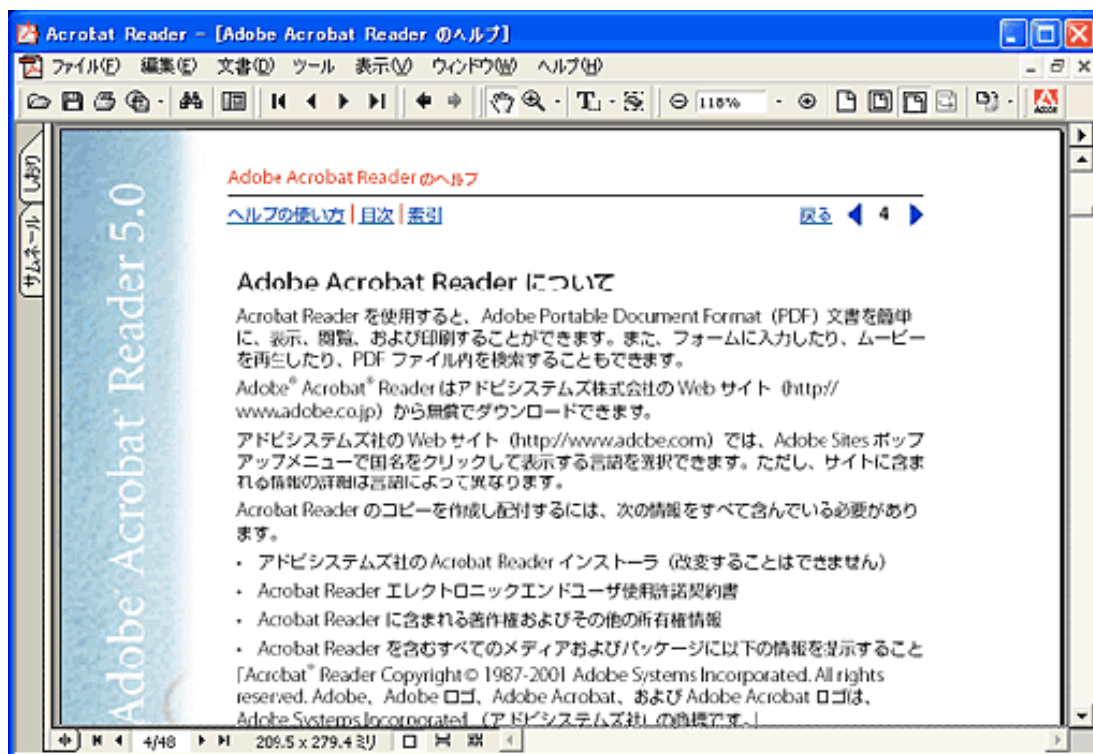 Acrobat Reader - [Adobe Acrobat Reader のヘルプ]
ファイル(F) 編集(E) 文書(D) ツール 表示(V) ウィンドウ(W) ヘルプ(H)
118%
しおり
サムネール
Adobe® Acrobat® Reader 5.0
Adobe Acrobat Reader のヘルプ
ヘルプの使い方 | 目次 | 索引
戻る 4
Adobe Acrobat Reader について
Acrobat Reader を使用すると、Adobe Portable Document Format (PDF) 文書を簡単
に、表示、閲覧、および印刷することができます。また、フォームに入力したり、ムービー
を再生したり、PDF ファイル内を検索することもできます。
Adobe® Acrobat® Reader はアドビシステムズ株式会社の Web サイト (http://
www.adobe.co.jp) から無償でダウンロードできます。
アドビシステムズ社の Web サイト (http://www.adobe.com) では、Adobe Sites ポップ
アップメニューで国名をクリックして表示する言語を選択できます。ただし、サイトに含ま
れる情報の詳細は言語によって異なります。
Acrobat Reader のコピーを作成し配付するには、次の情報をすべて含んでいる必要があり
ます。
• アドビシステムズ社の Acrobat Reader インストーラ (改変することはできません)
• Acrobat Reader エレクトロニックエンドユーザ使用許諾契約書
• Acrobat Reader に含まれる著作権およびその他の所有権情報
• Acrobat Reader を含むすべてのメディアおよびパッケージに以下の情報を提示すること
「Acrobat® Reader Copyright © 1987-2001 Adobe Systems Incorporated. All rights
reserved. Adobe、Adobe ロゴ、Adobe Acrobat、および Adobe Acrobat ロゴは、
Adobe Systems Incorporated (アドビシステムズ社) の商標です。」
4/48 209.5 x 279.4 ミリ